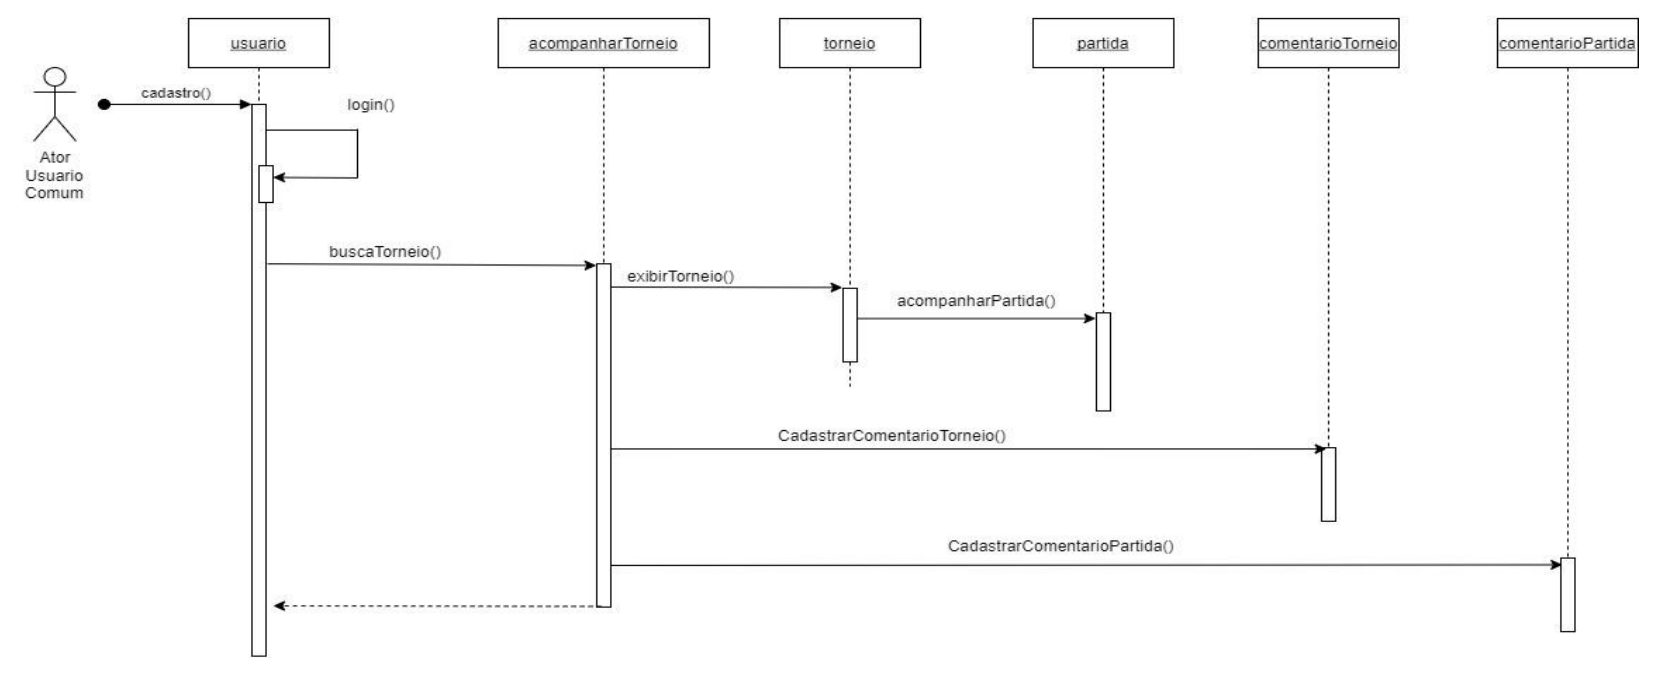 usuario
acompanharTorneio
torneio
partida
comentarioTorneio
comentarioPartida
cadastro()
login()
Ator
Usuario
Comum
buscaTorneio()
exibirTorneio()
acompanharPartida()
CadastrarComentarioTorneio()
CadastrarComentarioPartida()